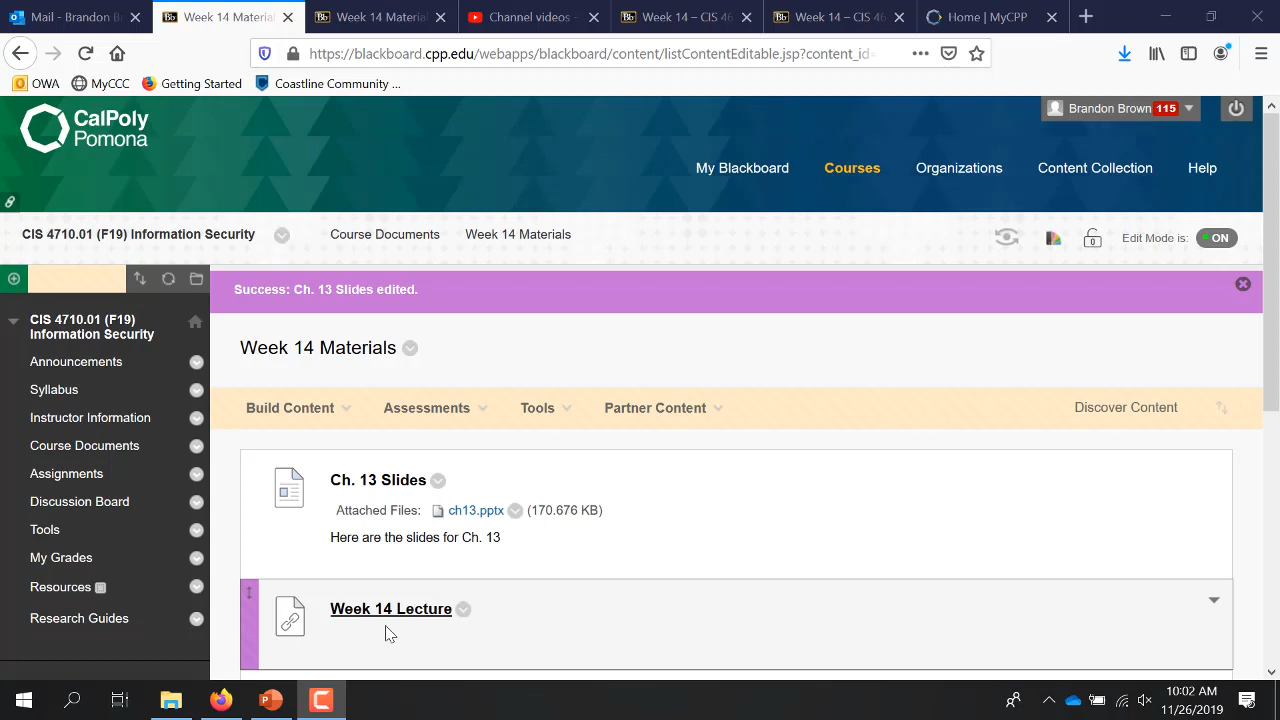 Mail - Brandon B
Week 14 Material
Week 14 Material
Channel videos -
Week 14 – CIS 46
Week 14 – CIS 46
Home | MyCPP
https://blackboard.cpp.edu/webapps/blackboard/content/listContentEditable.jsp?content_id=
OWA
MyCCC
Getting Started
Coastline Community ...
CalPoly
Pomona
Brandon Brown 115
My Blackboard
Courses
Organizations
Content Collection
Help
CIS 4710.01 (F19) Information Security
Course Documents
Week 14 Materials
Edit Mode is: ON
Success: Ch. 13 Slides edited.
CIS 4710.01 (F19)
Information Security
Announcements
Syllabus
Instructor Information
Course Documents
Assignments
Discussion Board
Tools
My Grades
Resources
Research Guides
Week 14 Materials
Build Content
Assessments
Tools
Partner Content
Discover Content
Ch. 13 Slides
Attached Files: ch13.pptx (170.676 KB)
Here are the slides for Ch. 13
Week 14 Lecture
10:02 AM
11/26/2019